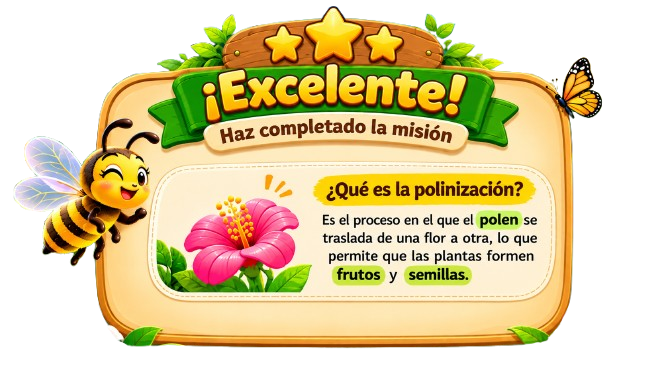 ¡Excelente!
Haz completado la misión
¿Qué es la polinización?
Es el proceso en el que el polen se
traslada de una flor a otra, lo que
permite que las plantas formen
frutos y semillas.